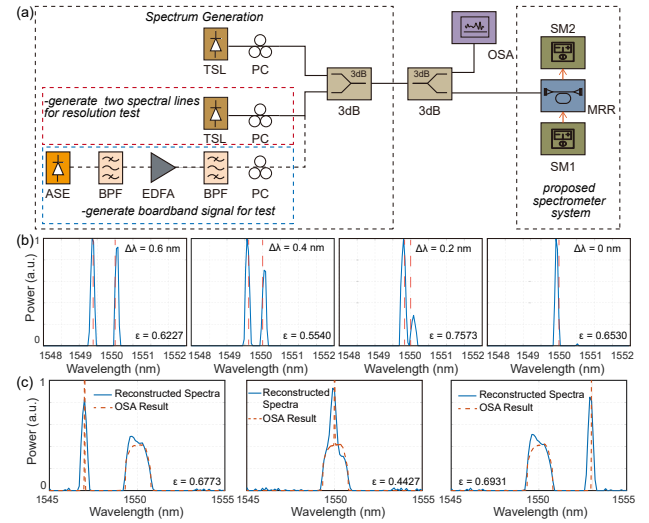 (a)
Spectrum Generation
TSL
PC
-generate two spectral lines
for resolution test
TSL
PC
ASE
BPF
EDFA
BPF
PC
-generate boardband signal for test
3dB
3dB
3dB
3dB
OSA
SM2
MRR
SM1
proposed
spectrometer
system
(b)
Power (a.u.)
1
0
Δλ = 0.6 nm
ε = 0.6227
1548 1549 1550 1551 1552
Wavelength (nm)
Δλ = 0.4 nm
ε = 0.5540
1548 1549 1550 1551 1552
Wavelength (nm)
Δλ = 0.2 nm
ε = 0.7573
1548 1549 1550 1551 1552
Wavelength (nm)
Δλ = 0 nm
ε = 0.6530
1548 1549 1550 1551 1552
Wavelength (nm)
(c)
Power (a.u.)
1
0
Reconstructed Spectra
OSA Result
ε = 0.6773
1545 1550 1555
Wavelength (nm)
Reconstructed
Spectra
OSA Result
ε = 0.4427
1545 1550 1555
Wavelength (nm)
Reconstructed Spectra
OSA Result
ε = 0.6931
1545 1550 1555
Wavelength (nm)